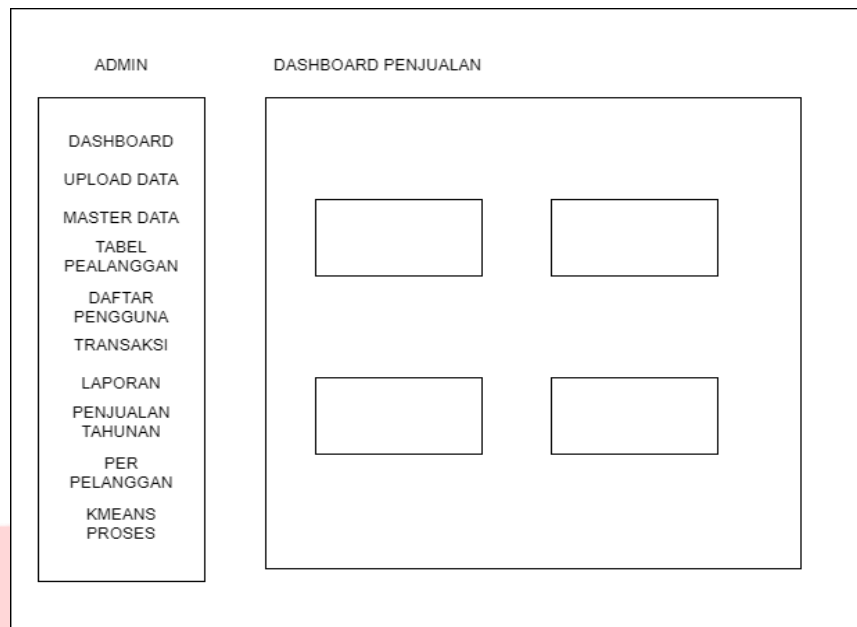 ADMIN
DASHBOARD PENJUALAN
DASHBOARD
UPLOAD DATA
MASTER DATA
TABEL
PEALANGGAN
DAFTAR
PENGGUNA
TRANSAKSI
LAPORAN
PENJUALAN
TAHUNAN
PER
PELANGGAN
KMEANS
PROSES